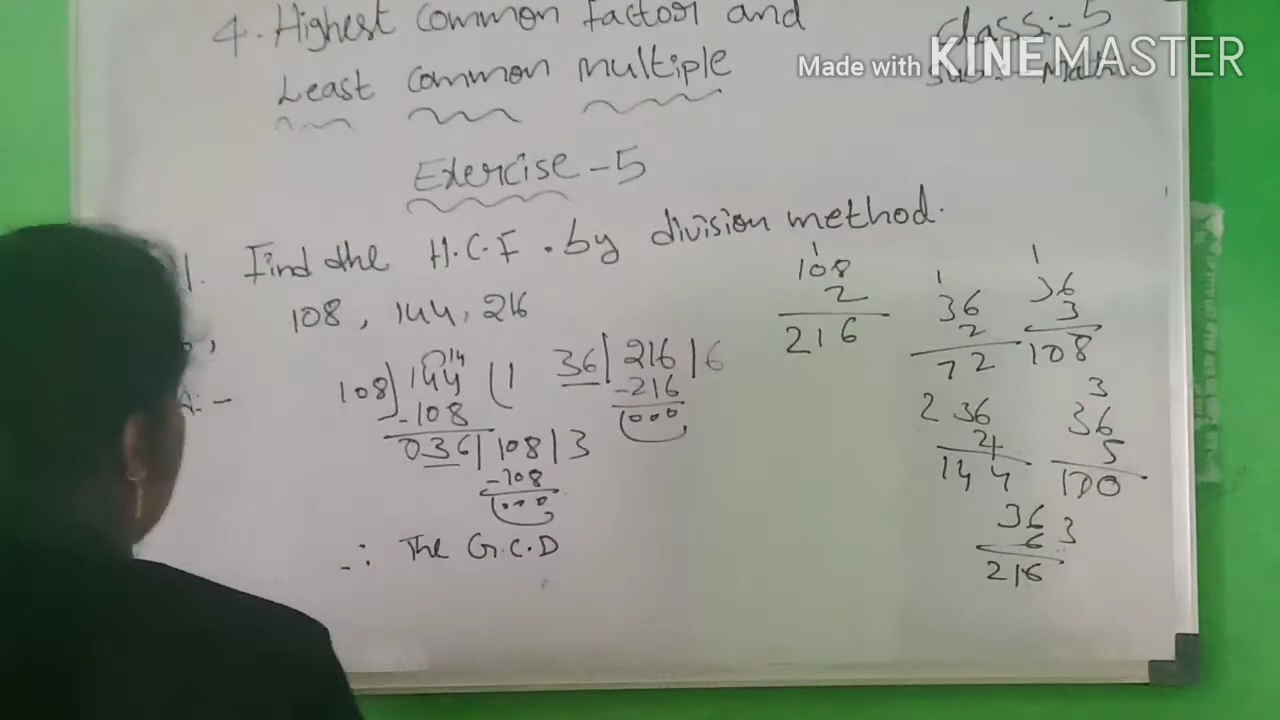 4. Highest common factor and
Least common multiple
class:-5
Made with KINEMASTER
Exercise-5
1. Find the H.C.F. by division method.
108, 144, 216
A:-
108) 144 (1
14
-108
036| 108 | 3
-108
000
36| 216 | 6
-216
000
∴ The G.C.D
1
108
2
216
1
36
2
72
1
36
3
108
2 36
4
144
3
36
5
180
36
6 3
216